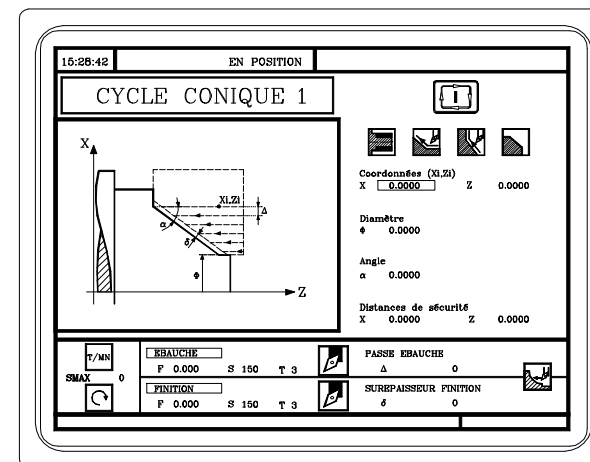 15:28:42 EN POSITION
CYCLE CONIQUE 1
X
Xi,Zi
Δ
α
δ
Φ
Z
Coordonnées (Xi,Zi)
X 0.0000 Z 0.0000
Diamètre
Φ 0.0000
Angle
α 0.0000
Distances de sécurité
X 0.0000 Z 0.0000
T/MN
SMAX 0
EBAUCHE
F 0.000 S 150 T 3
PASSE EBAUCHE
Δ 0
FINITION
F 0.000 S 150 T 3
SUREPAISSEUR FINITION
δ 0